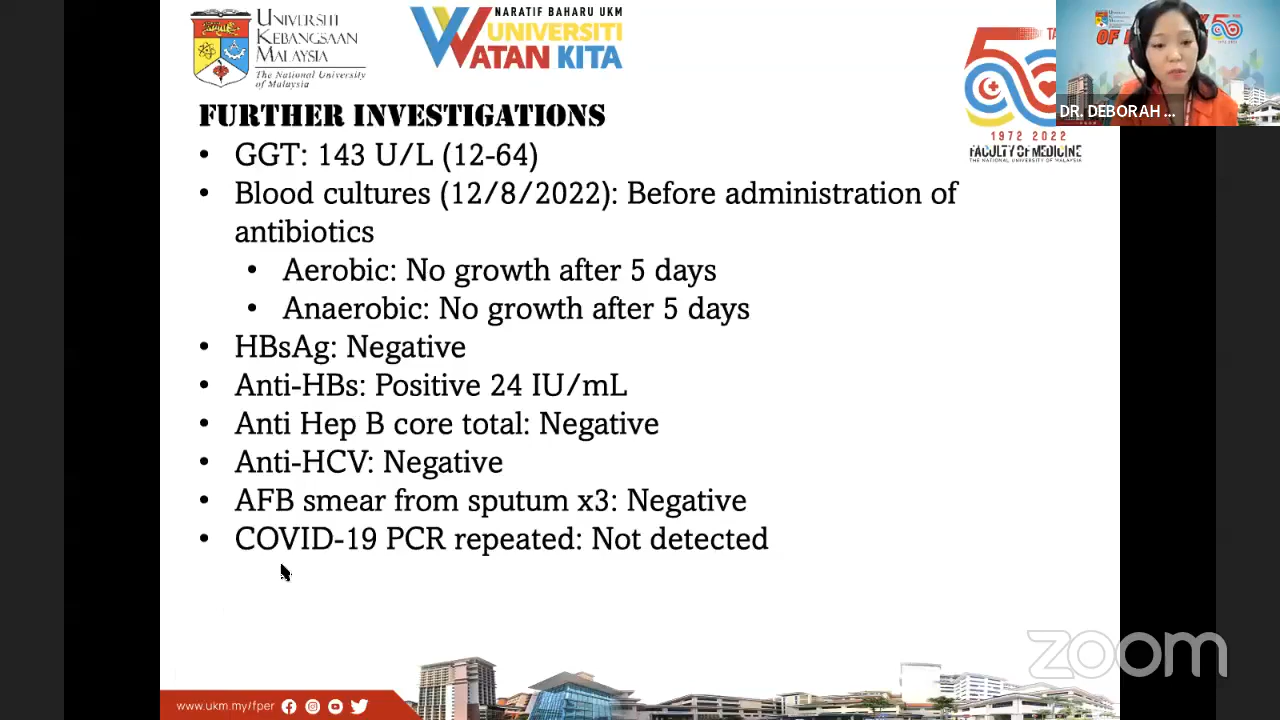 UNIVERSITI
KEBANGSAAN
MALAYSIA
The National University
of Malaysia
NARATIF BAHARU UKM
UNIVERSITI
WATAN KITA
1972 2022
FACULTY OF MEDICINE
THE NATIONAL UNIVERSITY OF MALAYSIA
DR. DEBORAH ...
FURTHER INVESTIGATIONS
• GGT: 143 U/L (12-64)
• Blood cultures (12/8/2022): Before administration of
antibiotics
• Aerobic: No growth after 5 days
• Anaerobic: No growth after 5 days
• HBsAg: Negative
• Anti-HBs: Positive 24 IU/mL
• Anti Hep B core total: Negative
• Anti-HCV: Negative
• AFB smear from sputum x3: Negative
• COVID-19 PCR repeated: Not detected
zoom
www.ukm.my/fper